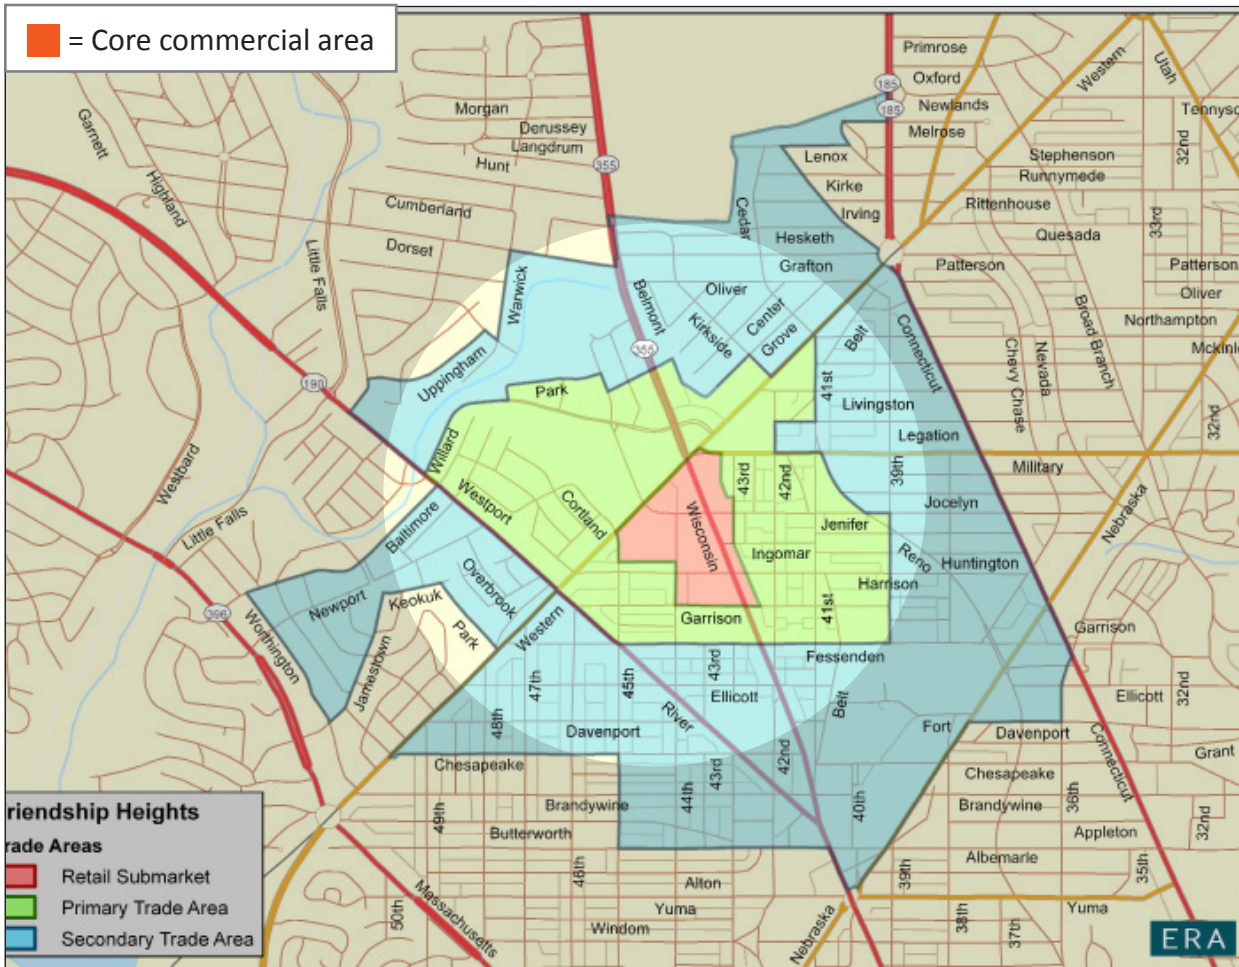 = Core commercial area
Primrose
Oxford
Western
Utah
185
185
Newlands
Tennyso
Melrose
32nd
Garnett
Highland
Morgan
Derussey
Langdrum
Hunt
355
Lenox
Stephenson
Runnymede
Kirke
Irving
Rittenhouse
33rd
Cumberland
Cedar
Quesada
Dorset
Hesketh
Grafton
Patterson
Patterson
Little Falls
Warwick
Belmont
Oliver
Oliver
Kirkside
Center
Grove
Belt
Connecticut
Broad Branch
Northampton
Nevada
Chevy Chase
Mckinl
355
Uppingham
190
Park
41st
Livingston
32nd
Legation
Willard
Westbard
Westport
Cortland
43rd
42nd
39th
Military
Jocelyn
Nebraska
Little Falls
Baltimore
Wisconsin
Jenifer
Ingomar
Reno
Huntington
Harrison
Overbrook
Newport
Keokuk
Park
396
Worthington
Western
Garrison
41st
Garrison
Jamestown
Fessenden
47th
45th
43rd
Ellicott
Belt
Ellicott
32nd
River
48th
Davenport
Fort
Davenport
Connecticut
Grant
42nd
Chesapeake
43rd
44th
40th
Chesapeake
36th
49th
Brandywine
Brandywine
32nd
Butterworth
Appleton
46th
Albemarle
39th
35th
Alton
50th
Massachusetts
Yuma
Windom
Nebraska
38th
37th
Yuma
riendship Heights
rade Areas
Retail Submarket
Primary Trade Area
Secondary Trade Area
ERA